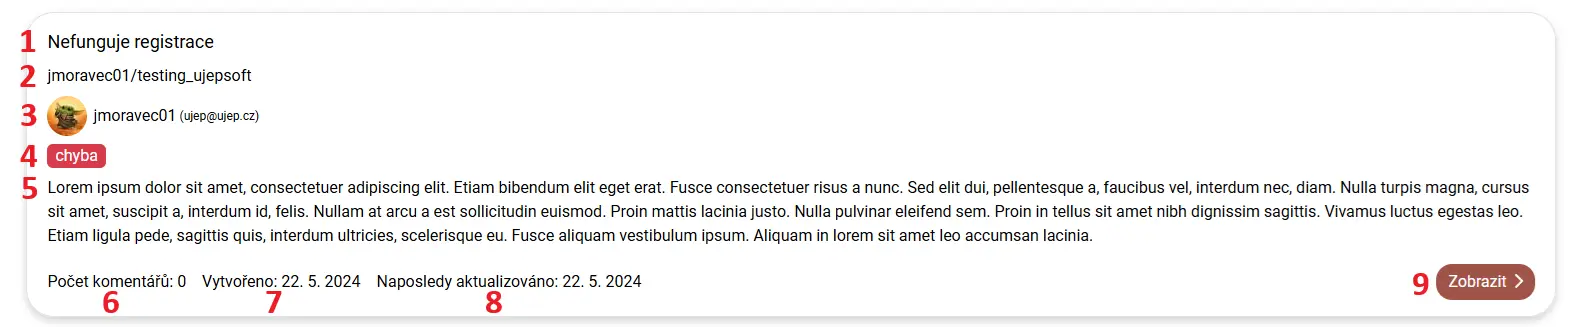 1 Nefunguje registrace
2 jmoravec01/testing_ujepsoft
3 jmoravec01 (ujep@ujep.cz)
4 chyba
5 Lorem ipsum dolor sit amet, consectetuer adipiscing elit. Etiam bibendum elit eget erat. Fusce consectetuer risus a nunc. Sed elit dui, pellentesque a, faucibus vel, interdum nec, diam. Nulla turpis magna, cursus
sit amet, suscipit a, interdum id, felis. Nullam at arcu a est sollicitudin euismod. Proin mattis lacinia justo. Nulla pulvinar eleifend sem. Proin in tellus sit amet nibh dignissim sagittis. Vivamus luctus egestas leo.
Etiam ligula pede, sagittis quis, interdum ultricies, scelerisque eu. Fusce aliquam vestibulum ipsum. Aliquam in lorem sit amet leo accumsan lacinia.
Počet komentářů: 0 Vytvořeno: 22. 5. 2024 Naposledy aktualizováno: 22. 5. 2024 9 Zobrazit
6 7 8